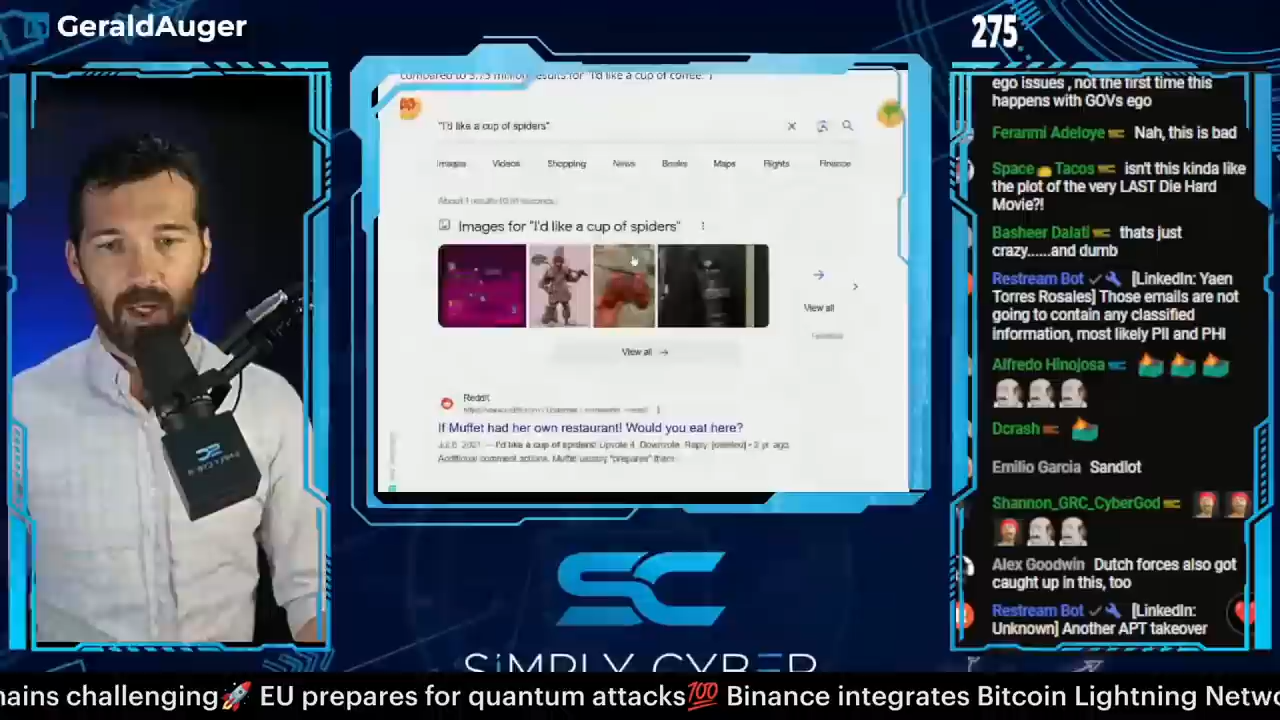 GeraldAuger
275
"I'd like a cup of spiders"
Images
Videos
Shopping
News
Books
Maps
Flights
Finance
Images for "I'd like a cup of spiders"
View all
View all
Reddit
If Muffet had her own restaurant! Would you eat here?
ego issues , not the first time this
happens with GOVs ego
Feranmi Adeloye Nah, this is bad
Space Tacos isn't this kinda like
the plot of the very LAST Die Hard
Movie?!
Basheer Dalati thats just
crazy......and dumb
Restream Bot [LinkedIn: Yaen
Torres Rosales] Those emails are not
going to contain any classified
information, most likely PII and PHI
Alfredo Hinojosa
Dcrash
Emilio Garcia Sandlot
Shannon_GRC_CyberGod
Alex Goodwin Dutch forces also got
caught up in this, too
Restream Bot [LinkedIn:
Unknown] Another APT takeover
SC
SiMPLY CYBER
hains challenging🚀 EU prepares for quantum attacks💯 Binance integrates Bitcoin Lightning Netwo